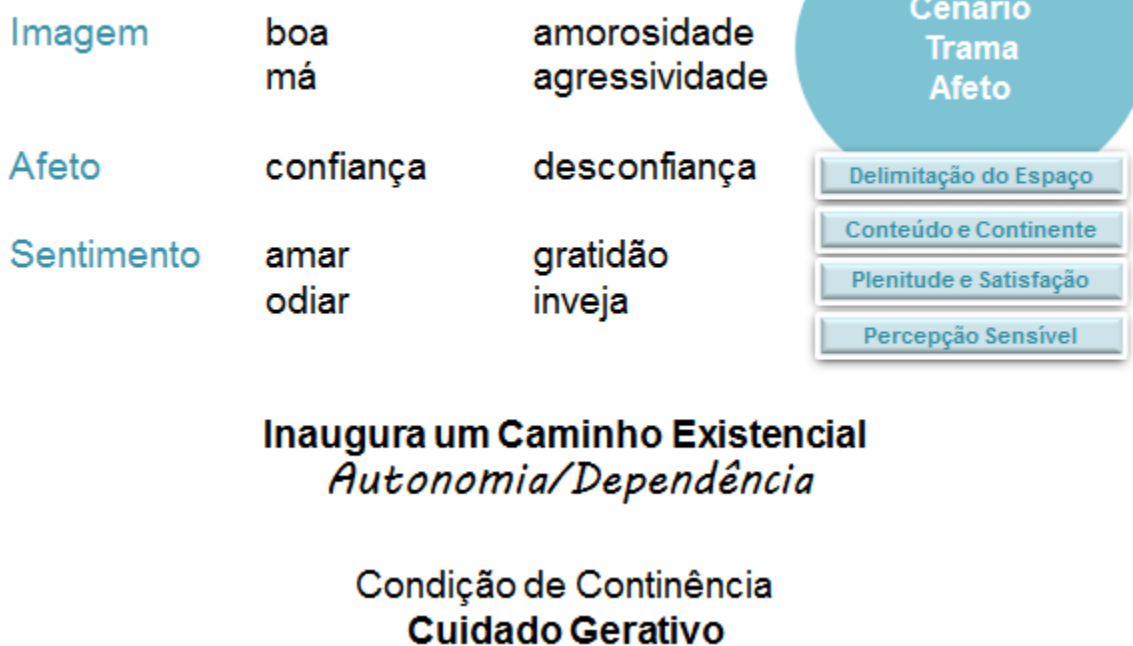 Imagem boa amorosidade
má agressividade
Afeto confiança desconfiança
Sentimento amar gratidão
odiar inveja
Cenário
Trama
Afeto
Delimitação do Espaço
Conteúdo e Continente
Plenitude e Satisfação
Percepção Sensível
Inaugura um Caminho Existencial
Autonomia/Dependência
Condição de Continência
Cuidado Gerativo